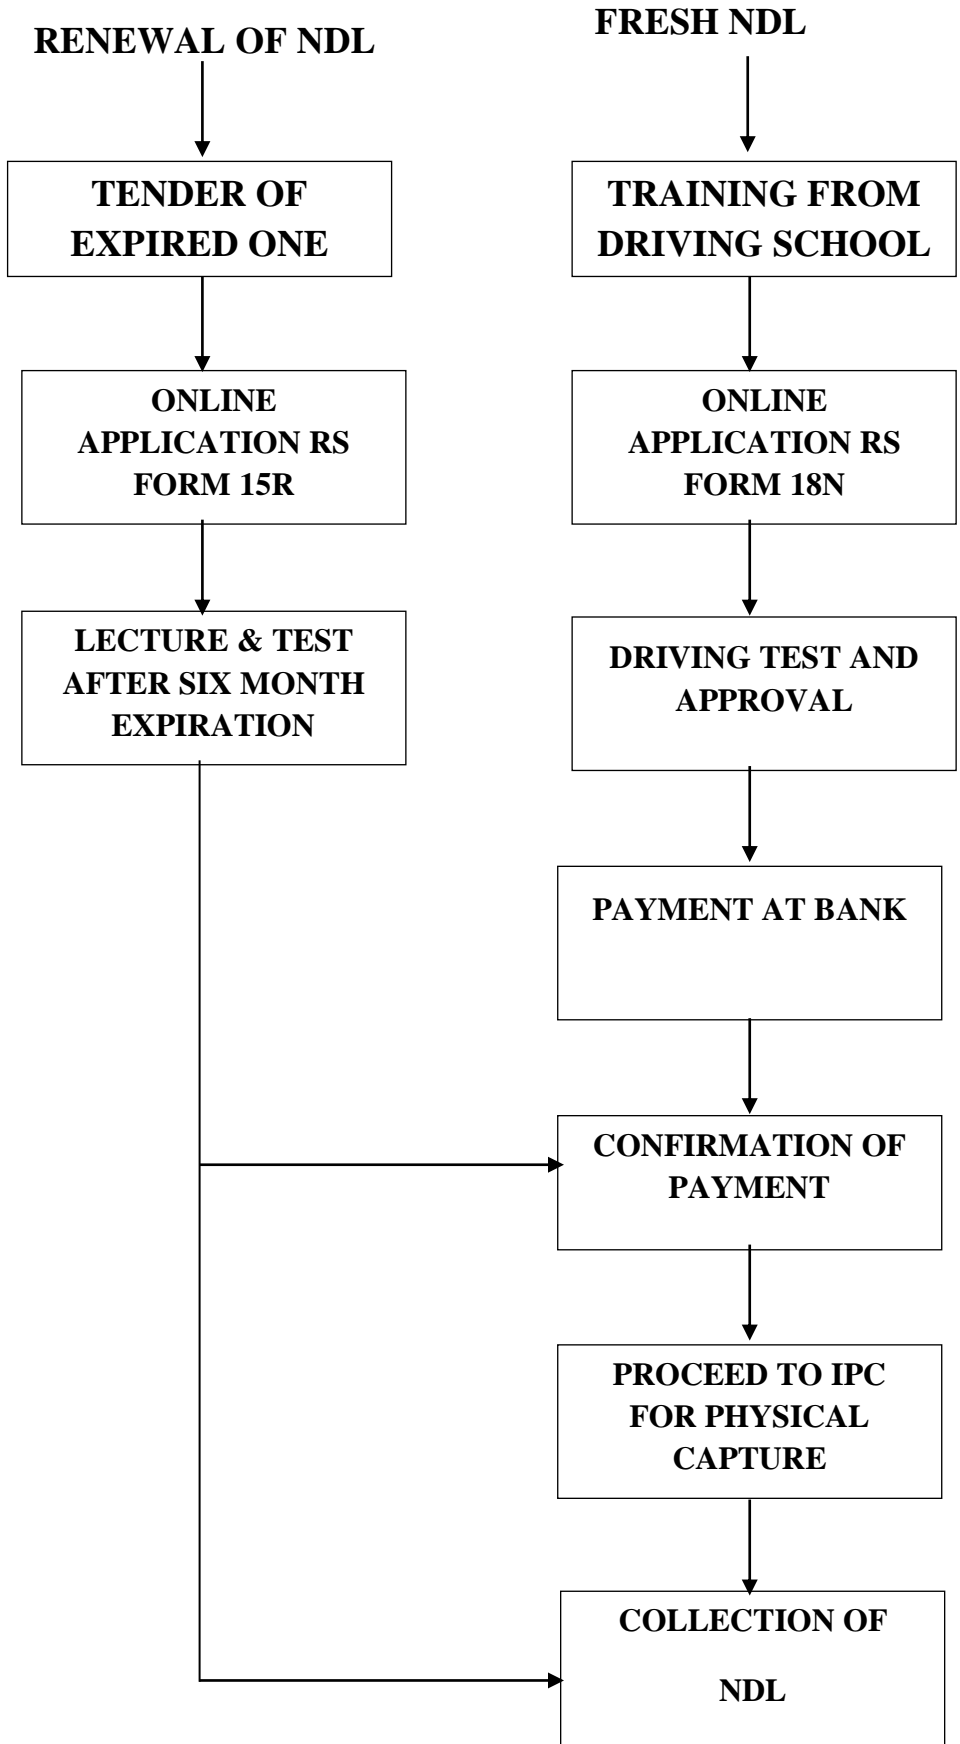 RENEWAL OF NDL
TENDER OF
EXPIRED ONE
ONLINE
APPLICATION RS
FORM 15R
LECTURE & TEST
AFTER SIX MONTH
EXPIRATION
FRESH NDL
TRAINING FROM
DRIVING SCHOOL
ONLINE
APPLICATION RS
FORM 18N
DRIVING TEST AND
APPROVAL
PAYMENT AT BANK
CONFIRMATION OF
PAYMENT
PROCEED TO IPC
FOR PHYSICAL
CAPTURE
COLLECTION OF
NDL